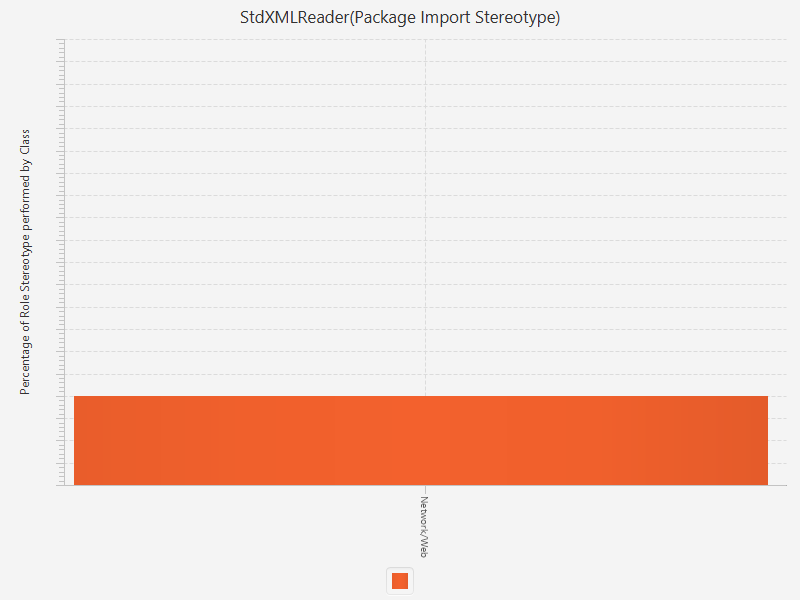 StdXMLReader(Package Import Stereotype)
Percentage of Role Stereotype performed by Class
Network/Web